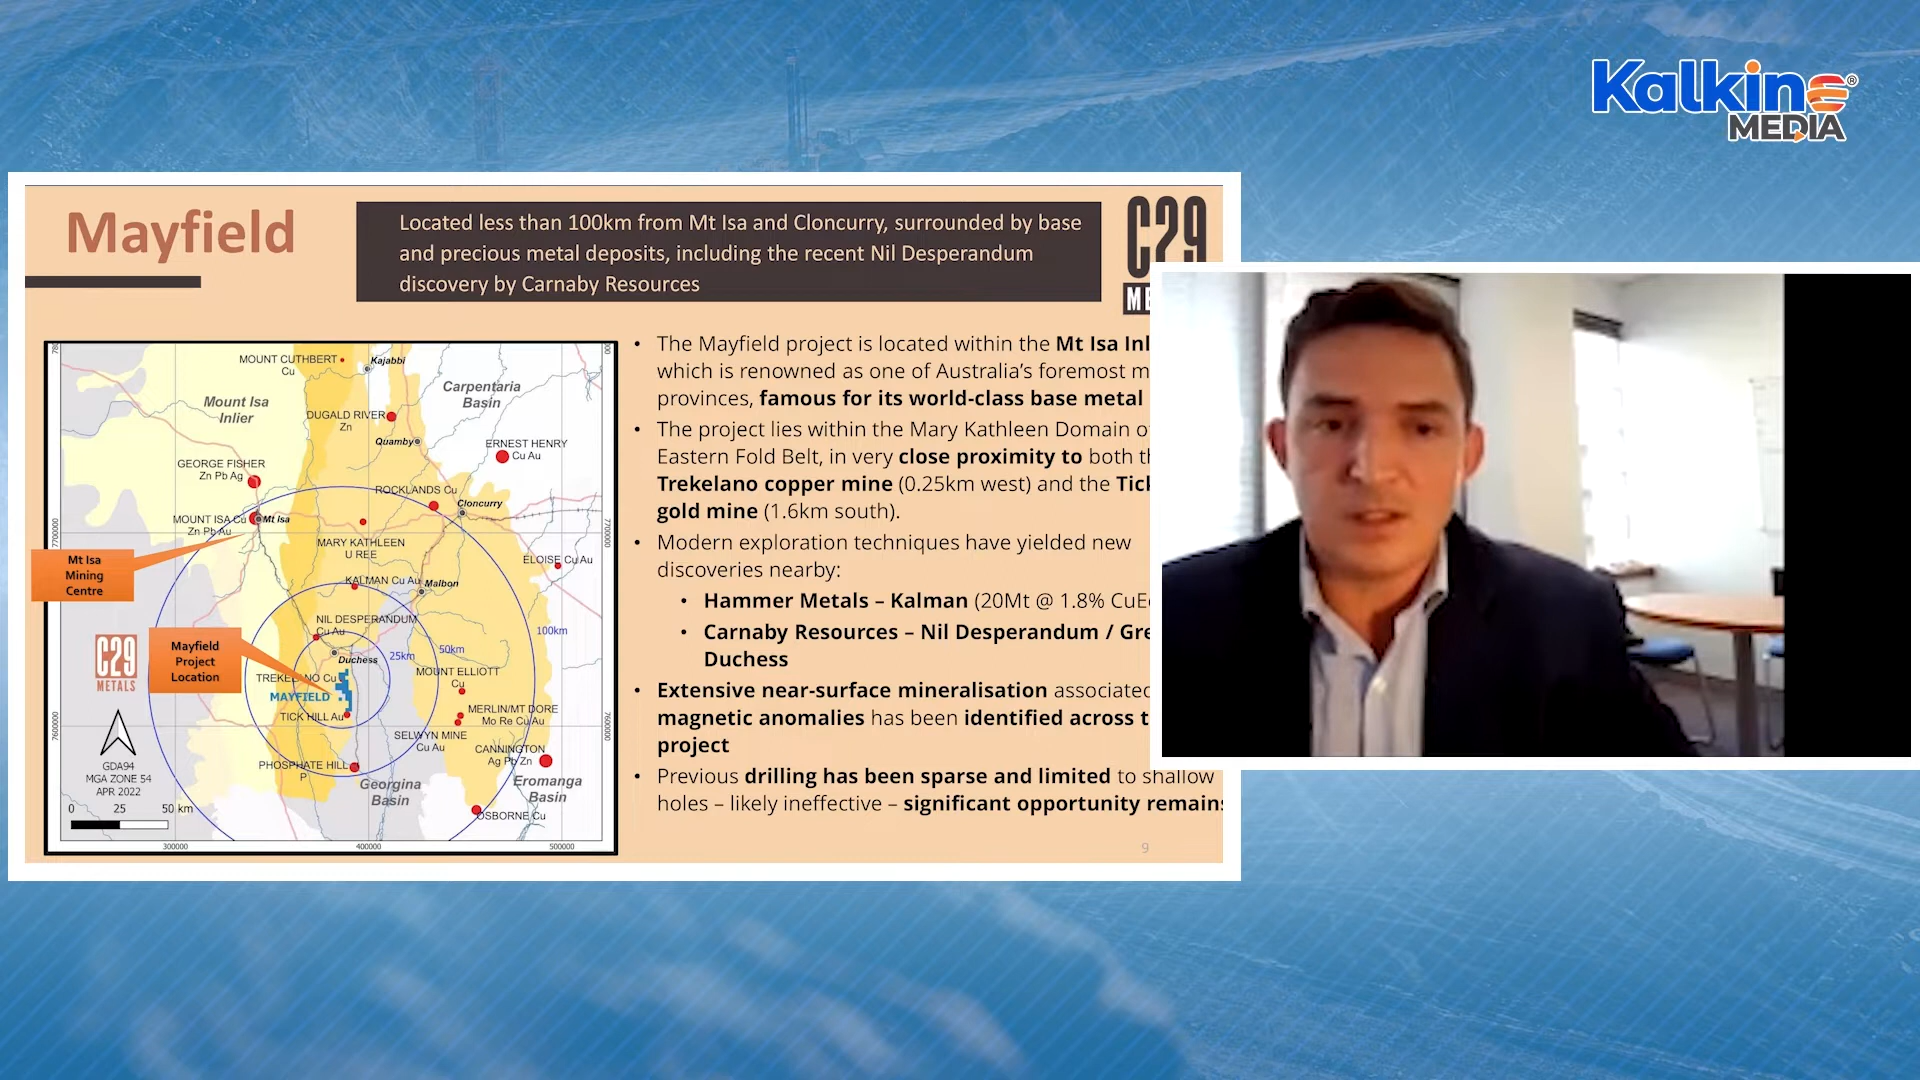 Kalkine®
MEDIA
Mayfield
Located less than 100km from Mt Isa and Cloncurry, surrounded by base
and precious metal deposits, including the recent Nil Desperandum
discovery by Carnaby Resources
C29
• The Mayfield project is located within the Mt Isa
which is renowned as one of Australia's foremost
provinces, famous for its world-class base metal
• The project lies within the Mary Kathleen Domain
Eastern Fold Belt, in very close proximity to both
Trekelano copper mine (0.25km west) and the
gold mine (1.6km south).
• Modern exploration techniques have yielded new
discoveries nearby:
• Hammer Metals – Kalman (20Mt @ 1.8%
• Carnaby Resources – Nil Desperandum /
Duchess
• Extensive near-surface mineralisation associated
magnetic anomalies has been identified across
project
• Previous drilling has been sparse and limited to shallow
holes – likely ineffective – significant opportunity remains
9
MOUNT CUTHBERT
Cu
Kajabbi
Carpentaria
Basin
Mount Isa
Inlier
DUGALD RIVER
Zn
Quamby
ERNEST HENRY
Cu Au
GEORGE FISHER
Zn Pb Ag
ROCKLANDS Cu
Cloncurry
MOUNT ISA Cu
Zn Pb Au
Mt Isa
MARY KATHLEEN
U REE
ELOISE Cu Au
Mt Isa
Mining
Centre
KALMAN Cu Au
Malbon
NIL DESPERANDUM
Cu Au
100km
50km
25km
Mayfield
Project
Location
Duchess
C29
METALS
TREKELANO Cu
MOUNT ELLIOTT
Cu
MAYFIELD
TICK HILL Au
MERLIN/MT DORE
Mo Re Cu Au
SELWYN MINE
Cu Au
CANNINGTON
Ag Pb Zn
PHOSPHATE HILL
P
Georgina
Basin
Eromanga
Basin
OSBORNE Cu
GDA94
MGA ZONE 54
APR 2022
0 25 50 km
300000 400000 500000
7700000
7700000
7600000
7600000